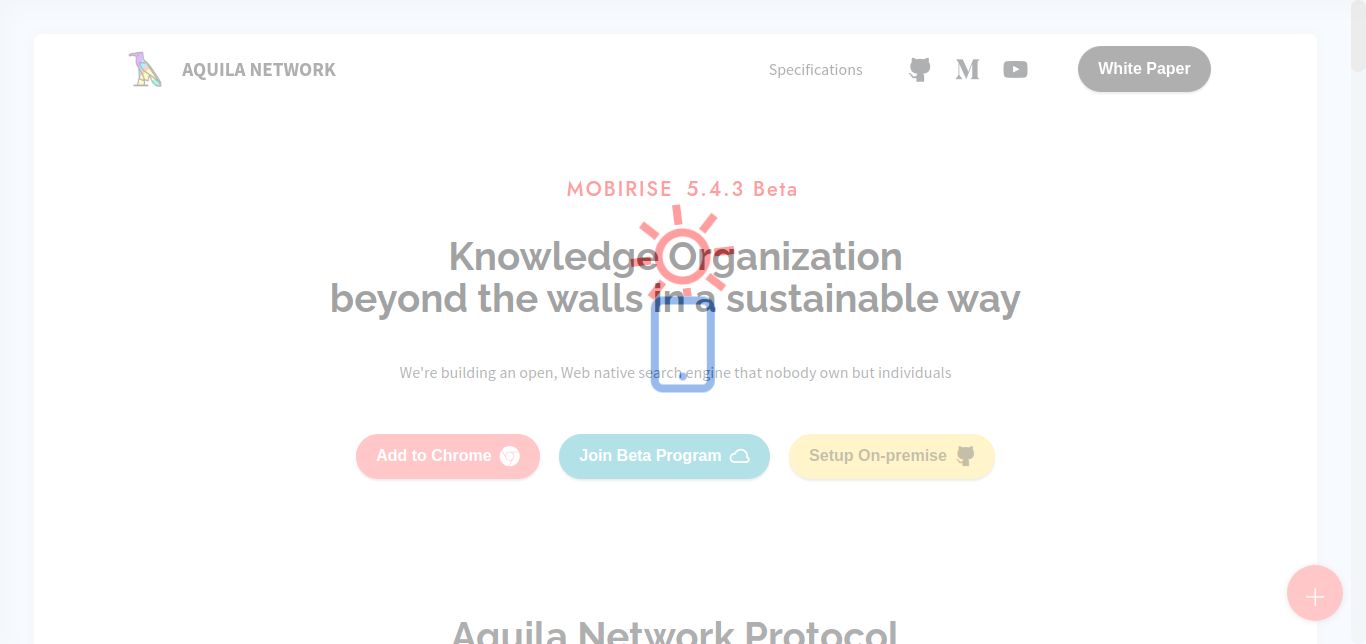 AQUILA NETWORK
Specifications
White Paper
MOBIRISE 5.4.3 Beta
Knowledge Organization
beyond the walls in a sustainable way
We're building an open, Web native search engine that nobody own but individuals
Add to Chrome
Join Beta Program
Setup On-premise
Aquila Network Protocol